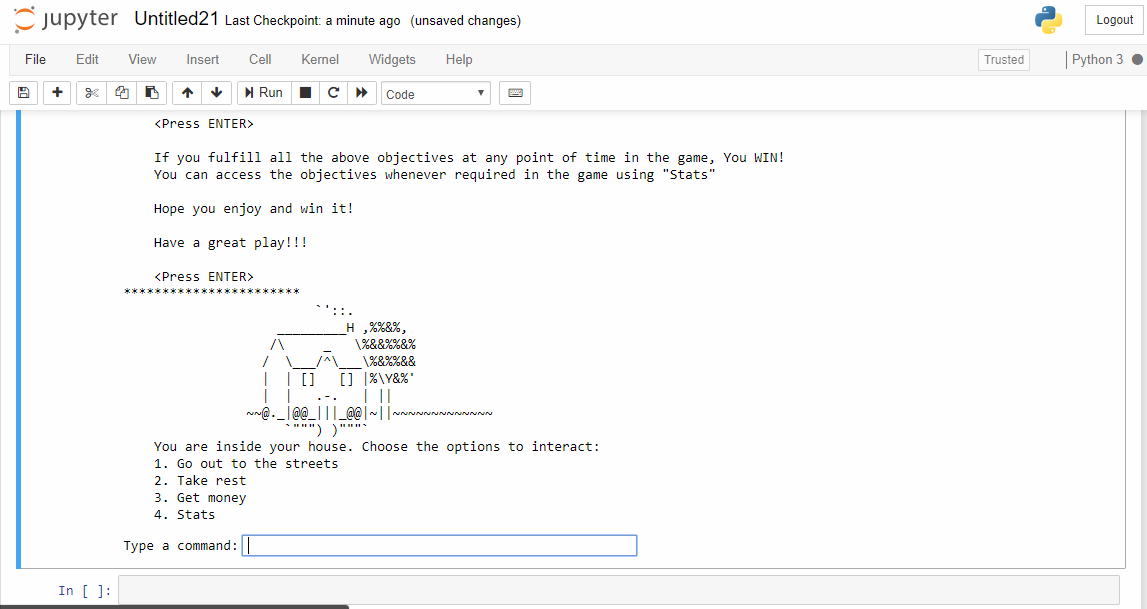 jupyter Untitled21 Last Checkpoint: a minute ago (unsaved changes) Logout
File Edit View Insert Cell Kernel Widgets Help Trusted Python 3
Run Code
<Press ENTER>
If you fulfill all the above objectives at any point of time in the game, You WIN!
You can access the objectives whenever required in the game using "Stats"
Hope you enjoy and win it!
Have a great play!!!
<Press ENTER>
***********************
`'::.
_________H ,%%&%,
/\     _   \%&&%%&%
/  \___/^\___\%&%%&&
|  | []   [] |%\Y&%'
|  |   .-.   | ||
~~@._|@@_|||_@@|~||~~~~~~~~~~~~~
`""") )"""`
You are inside your house. Choose the options to interact:
1. Go out to the streets
2. Take rest
3. Get money
4. Stats
Type a command:
In [ ]: